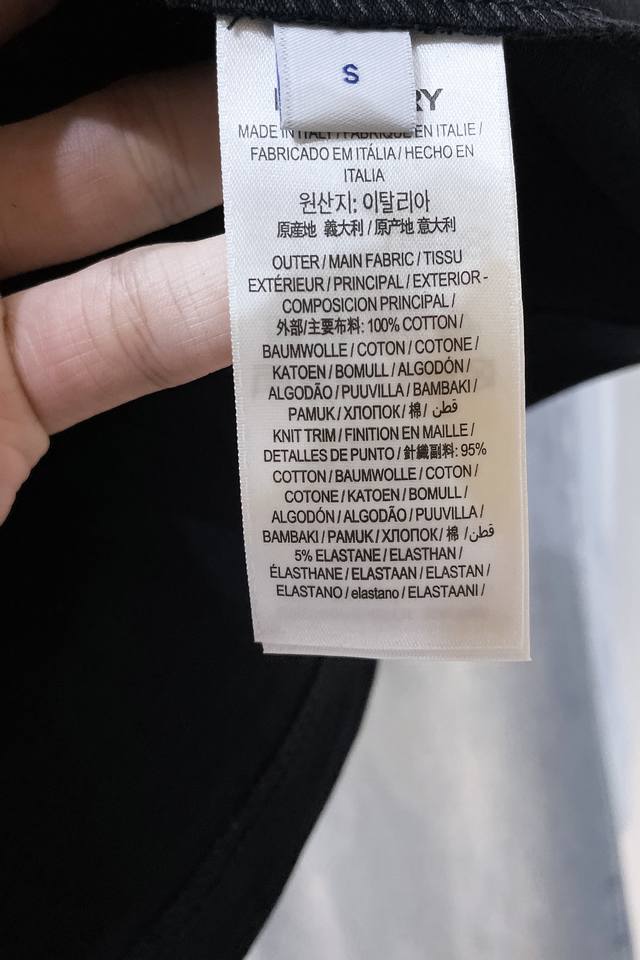 S
RY
MADE IN ITALY / FABRIQUÉ EN ITALIE /
FABRICADO EM ITÁLIA / HECHO EN
ITALIA
원산지: 이탈리아
原産地 義大利 / 原产地 意大利
OUTER / MAIN FABRIC / TISSU
EXTÉRIEUR / PRINCIPAL / EXTERIOR -
COMPOSICION PRINCIPAL /
外部/主要布料: 100% COTTON /
BAUMWOLLE / COTON / COTONE /
KATOEN / BOMULL / ALGODÓN /
ALGODÃO / PUUVILLA / BAMBAKI /
PAMUK / ХЛОПОК / 棉 / قطن
KNIT TRIM / FINITION EN MAILLE /
DETALLES DE PUNTO / 針織副料: 95%
COTTON / BAUMWOLLE / COTON /
COTONE / KATOEN / BOMULL /
ALGODÓN / ALGODÃO / PUUVILLA /
BAMBAKI / PAMUK / ХЛОПОК / 棉 / قطن
5% ELASTANE / ELASTHAN /
ÉLASTHANE / ELASTAAN / ELASTAN /
ELASTANO / elastano / ELASTAANI /